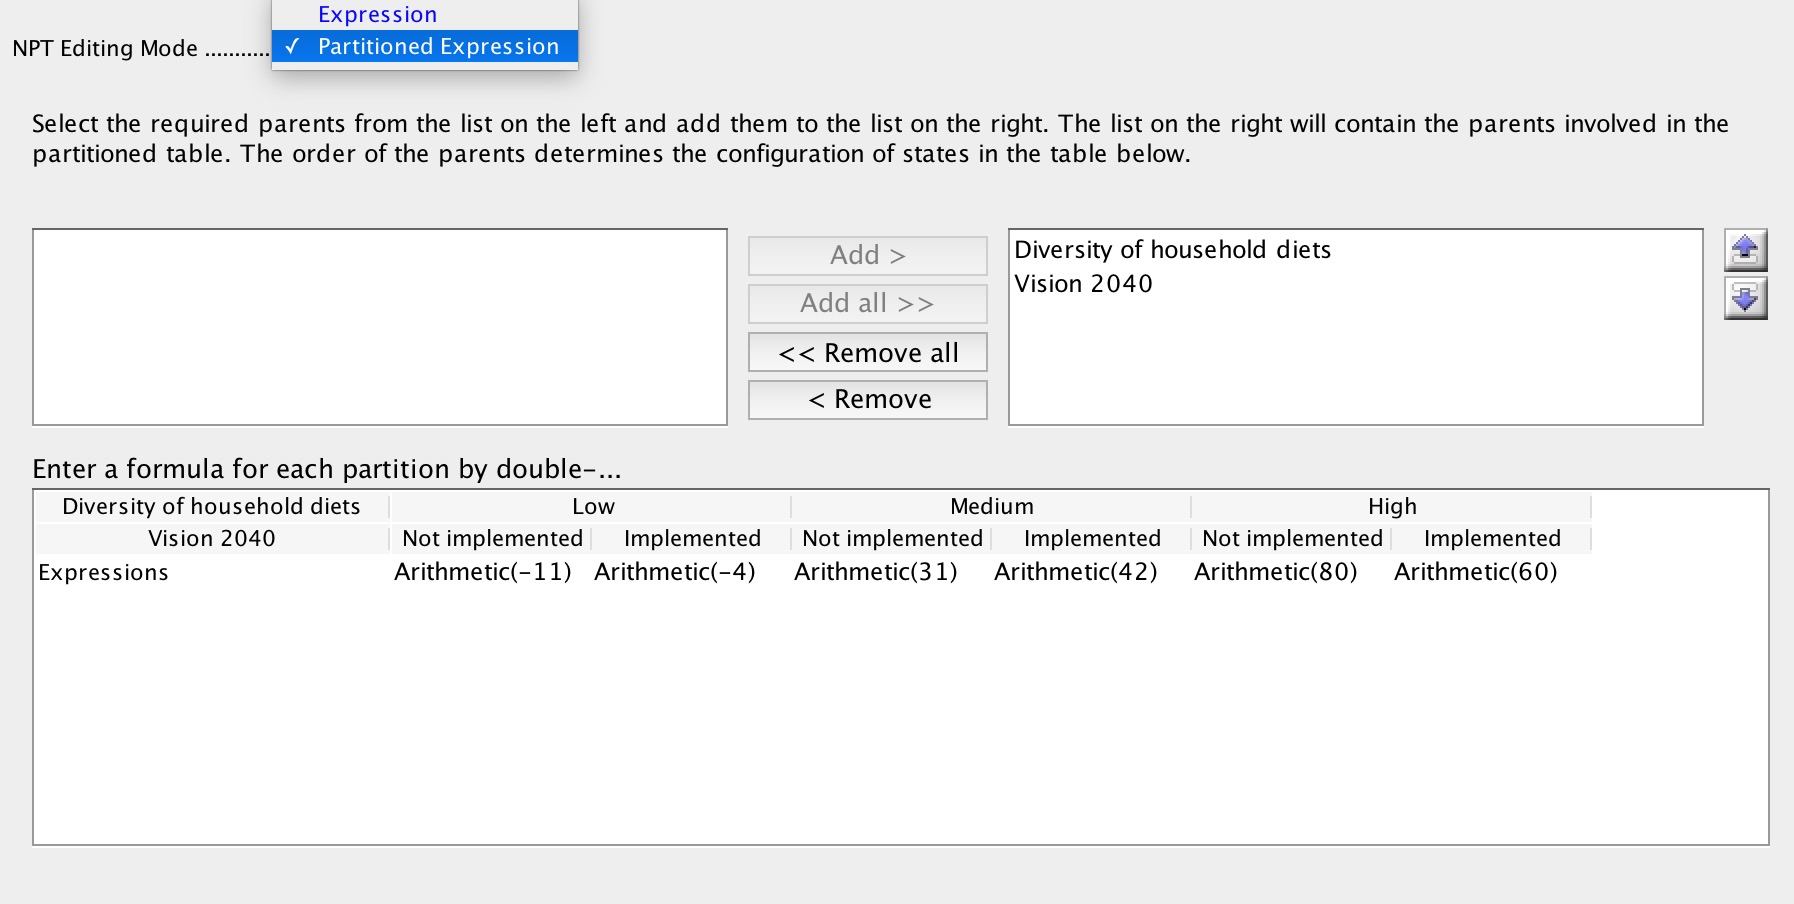 Expression
NPT Editing Mode ........... ✓ Partitioned Expression
Select the required parents from the list on the left and add them to the list on the right. The list on the right will contain the parents involved in the
partitioned table. The order of the parents determines the configuration of states in the table below.
Add >
Add all >>
<< Remove all
< Remove
Diversity of household diets
Vision 2040
Enter a formula for each partition by double-...
Diversity of household diets Low Medium High
Vision 2040 Not implemented Implemented Not implemented Implemented Not implemented Implemented
Expressions Arithmetic(-11) Arithmetic(-4) Arithmetic(31) Arithmetic(42) Arithmetic(80) Arithmetic(60)